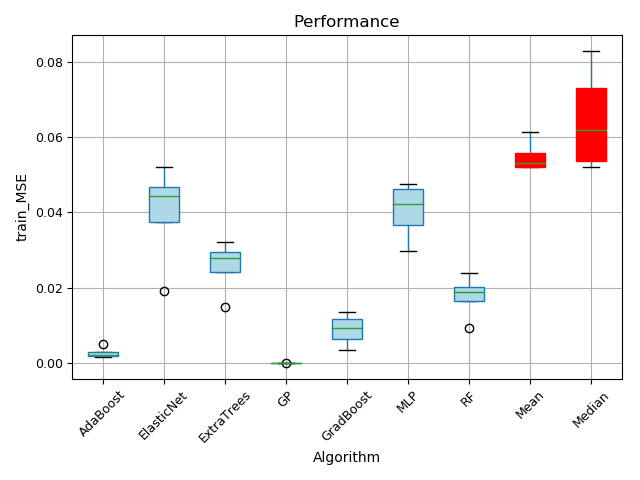 Performance
train_MSE
0.08
0.06
0.04
0.02
0.00
AdaBoost
ElasticNet
ExtraTrees
GP
GradBoost
MLP
RF
Mean
Median
Algorithm